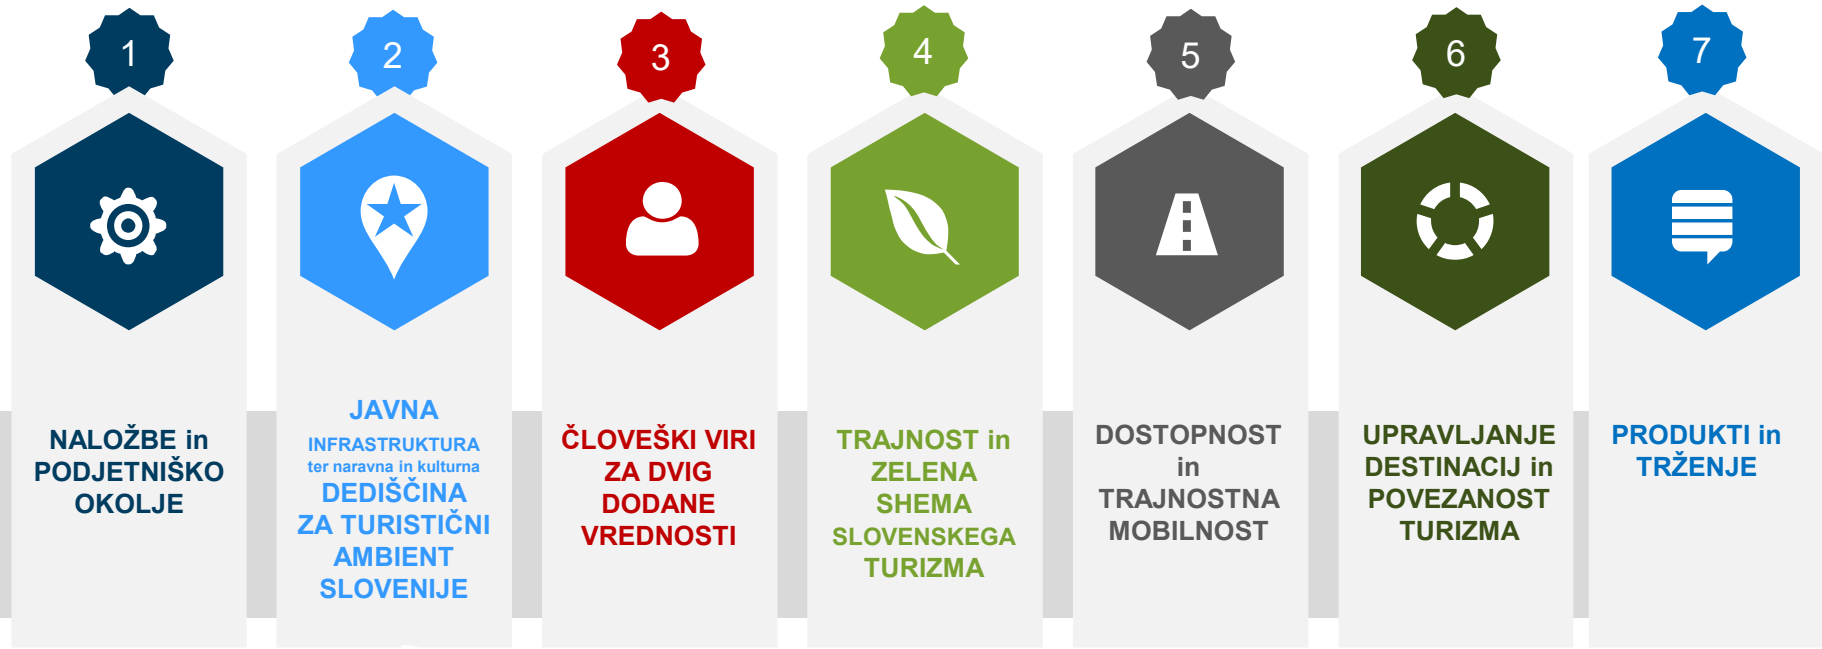 1
NALOŽBE in
PODJETNIŠKO
OKOLJE
2
JAVNA
INFRASTRUKTURA
ter naravna in kulturna
DEDIŠČINA
ZA TURISTIČNI
AMBIENT
SLOVENIJE
3
ČLOVEŠKI VIRI
ZA DVIG
DODANE
VREDNOSTI
4
TRAJNOST in
ZELENA
SHEMA
SLOVENSKEGA
TURIZMA
5
DOSTOPNOST
in
TRAJNOSTNA
MOBILNOST
6
UPRAVLJANJE
DESTINACIJ in
POVEZANOST
TURIZMA
7
PRODUKTI in
TRŽENJE